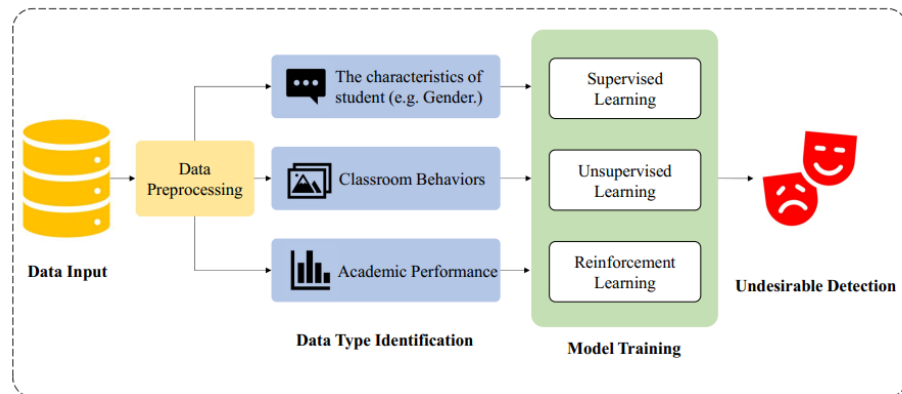 The characteristics of
student (e.g. Gender.)
Supervised
Learning
Data
Preprocessing
Classroom Behaviors
Unsupervised
Learning
Data Input
Academic Performance
Reinforcement
Learning
Undesirable Detection
Data Type Identification
Model Training